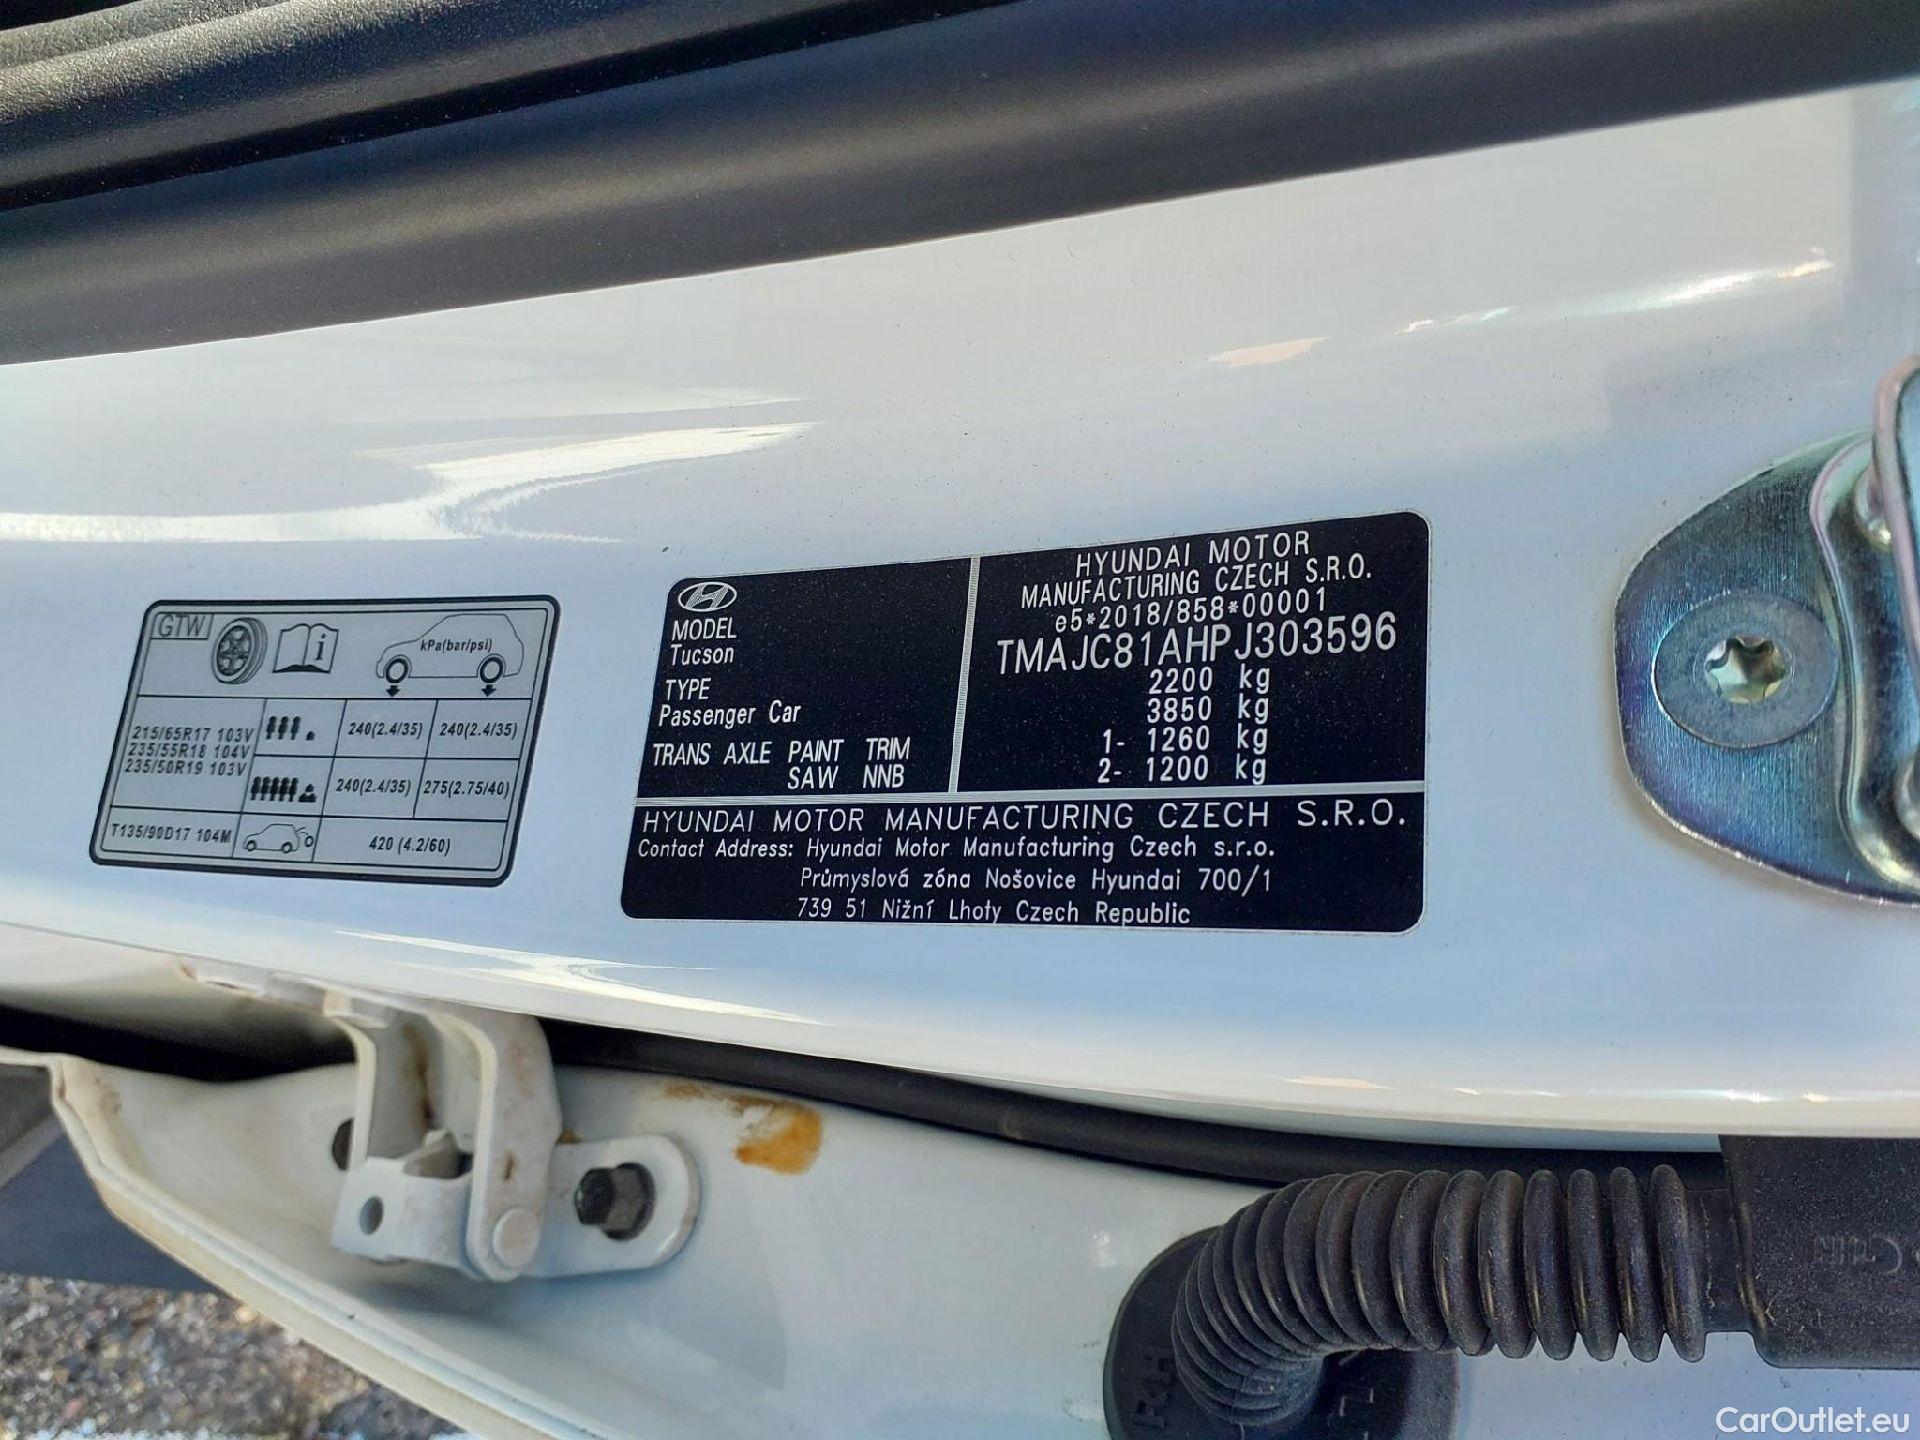 GTW
i
kPa(bar/psi)
215/65R17 103V
235/55R18 104V
235/50R19 103V
240(2.4/35) 240(2.4/35)
240(2.4/35) 275(2.75/40)
T135/90D17 104M
420 (4.2/60)
MODEL
Tucson
TYPE
Passenger Car
TRANS AXLE PAINT TRIM
SAW NNB
HYUNDAI MOTOR
MANUFACTURING CZECH S.R.O.
e5*2018/858*00001
TMAJC81AHPJ303596
2200 kg
3850 kg
1- 1260 kg
2- 1200 kg
HYUNDAI MOTOR MANUFACTURING CZECH S.R.O.
Contact Address: Hyundai Motor Manufacturing Czech s.r.o.
Průmyslová zóna Nošovice Hyundai 700/1
739 51 Nižní Lhoty Czech Republic
RH
CarOutlet.eu